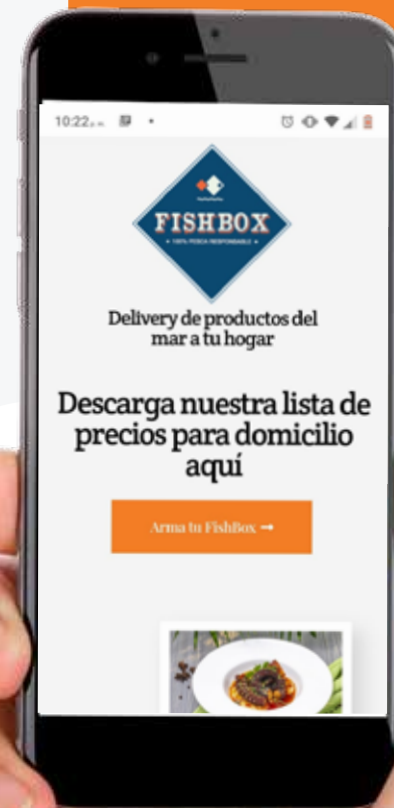 10:22
FISHBOX
• 100% PESCA RESPONSABLE •
Delivery de productos del
mar a tu hogar
Descarga nuestra lista de
precios para domicilio
aquí
Arma tu FishBox →